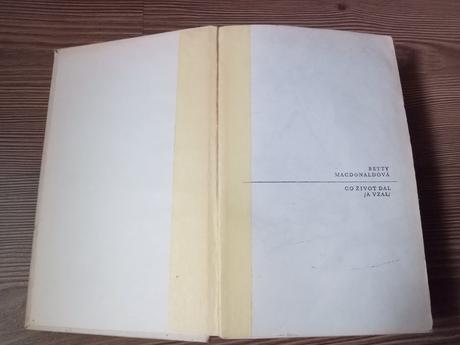 BETTY
MACDONALDOVÁ
CO ŽIVOT DAL
(A VZAL)